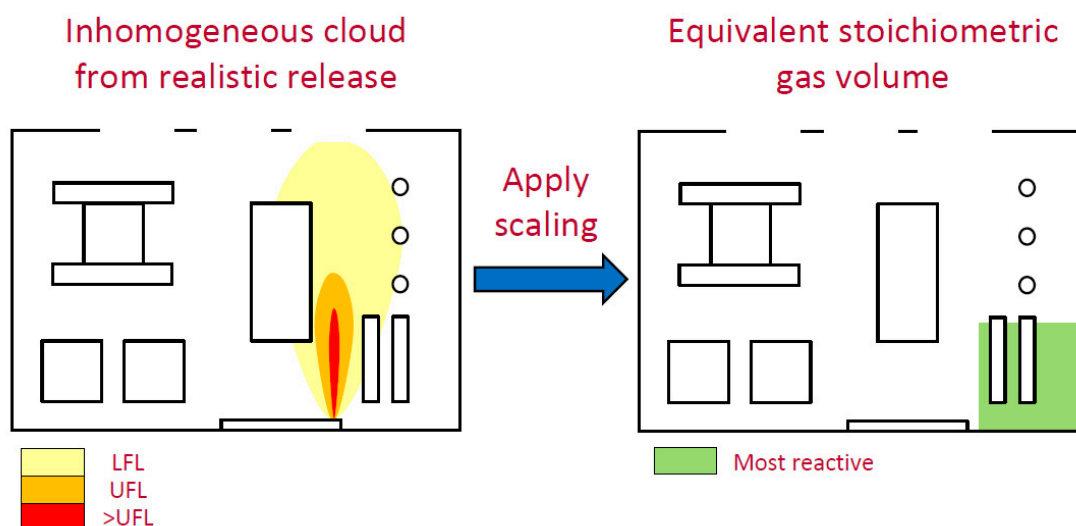 Inhomogeneous cloud
from realistic release
Equivalent stoichiometric
gas volume
Apply
scaling
LFL
UFL
>UFL
Most reactive